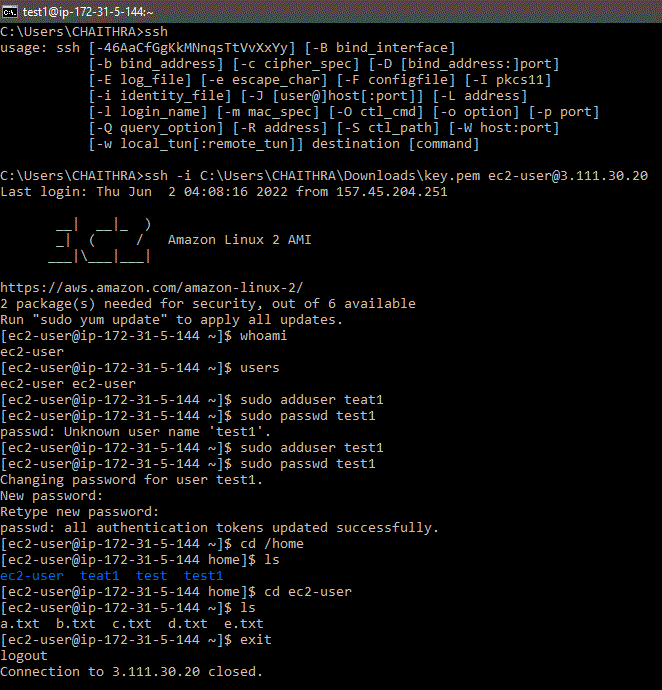 test1@ip-172-31-5-144:~
C:\Users\CHAITHRA>ssh
usage: ssh [-46AaCfGgKkMNnqsTtVvXxYy] [-B bind_interface]
           [-b bind_address] [-c cipher_spec] [-D [bind_address:]port]
           [-E log_file] [-e escape_char] [-F configfile] [-I pkcs11]
           [-i identity_file] [-J [user@]host[:port]] [-L address]
           [-l login_name] [-m mac_spec] [-O ctl_cmd] [-o option] [-p port]
           [-Q query_option] [-R address] [-S ctl_path] [-W host:port]
           [-w local_tun[:remote_tun]] destination [command]
C:\Users\CHAITHRA>ssh -i C:\Users\CHAITHRA\Downloads\key.pem ec2-user@3.111.30.20
Last login: Thu Jun  2 04:08:16 2022 from 157.45.204.251
       __|  __|_  )
       _|  (     /   Amazon Linux 2 AMI
      ___|\___|___|
https://aws.amazon.com/amazon-linux-2/
2 package(s) needed for security, out of 6 available
Run "sudo yum update" to apply all updates.
[ec2-user@ip-172-31-5-144 ~]$ whoami
ec2-user
[ec2-user@ip-172-31-5-144 ~]$ users
ec2-user ec2-user
[ec2-user@ip-172-31-5-144 ~]$ sudo adduser teat1
[ec2-user@ip-172-31-5-144 ~]$ sudo passwd test1
passwd: Unknown user name 'test1'.
[ec2-user@ip-172-31-5-144 ~]$ sudo adduser test1
[ec2-user@ip-172-31-5-144 ~]$ sudo passwd test1
Changing password for user test1.
New password:
Retype new password:
passwd: all authentication tokens updated successfully.
[ec2-user@ip-172-31-5-144 ~]$ cd /home
[ec2-user@ip-172-31-5-144 home]$ ls
ec2-user  teat1  test  test1
[ec2-user@ip-172-31-5-144 home]$ cd ec2-user
[ec2-user@ip-172-31-5-144 ~]$ ls
a.txt  b.txt  c.txt  d.txt  e.txt
[ec2-user@ip-172-31-5-144 ~]$ exit
logout
Connection to 3.111.30.20 closed.